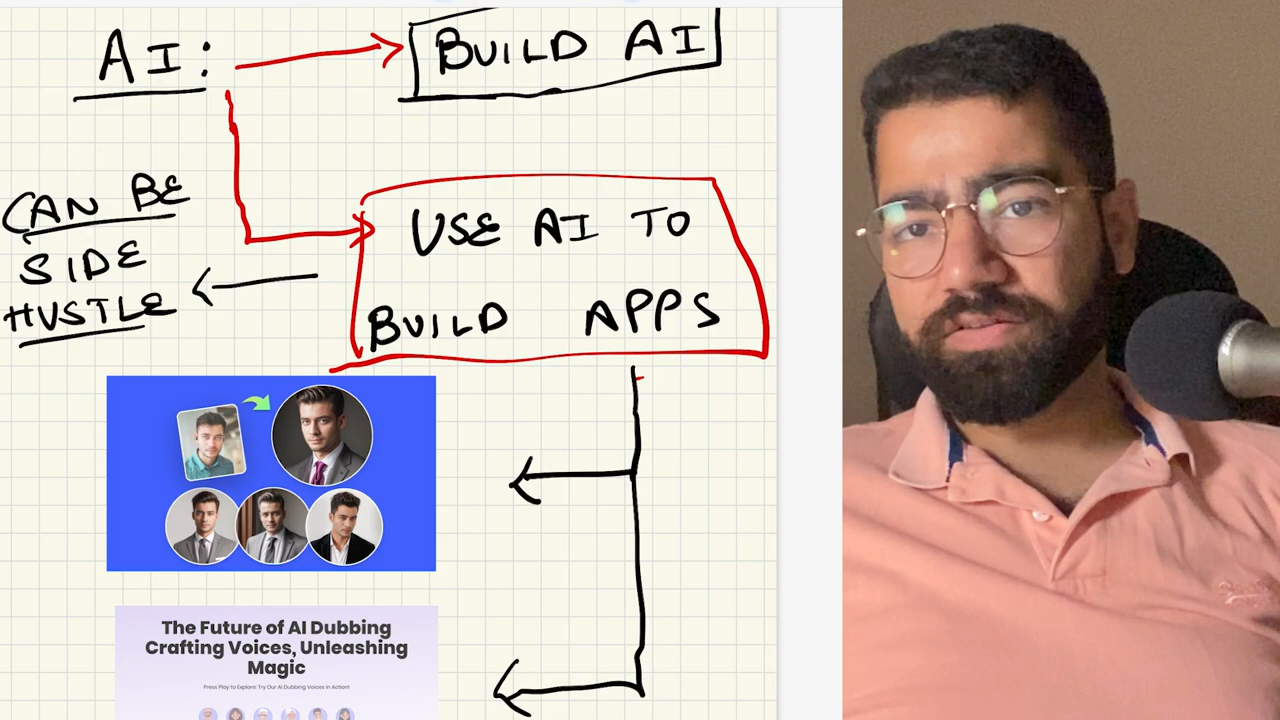 AI:
BUILD AI
CAN BE
SIDE
HUSTLE
USE AI TO
BUILD APPS
The Future of AI Dubbing
Crafting Voices, Unleashing
Magic
Press Play to Explore: Try Our AI Dubbing Voices in Action!